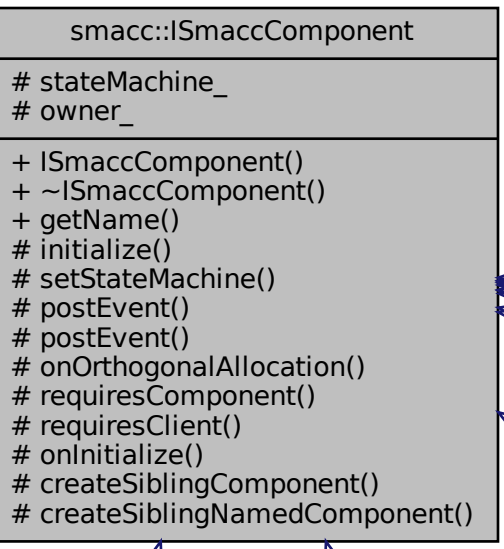 smacc::ISmaccComponent
# stateMachine_
# owner_
+ ISmaccComponent()
+ ~ISmaccComponent()
+ getName()
# initialize()
# setStateMachine()
# postEvent()
# postEvent()
# onOrthogonalAllocation()
# requiresComponent()
# requiresClient()
# onInitialize()
# createSiblingComponent()
# createSiblingNamedComponent()